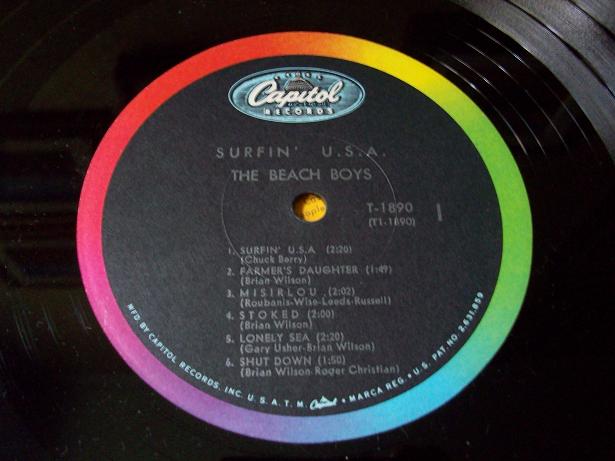 Capitol
RECORDS
SURFIN' U.S.A.
THE BEACH BOYS
T-1890 1
(T1-1890)
1. SURFIN' U.S.A (2:20)
(Chuck Berry)
2. FARMER'S DAUGHTER (1:49)
(Brian Wilson)
3. MISIRLOU (2:02)
(Roubanis-Wise-Leeds-Russell)
4. STOKED (2:00)
(Brian Wilson)
5. LONELY SEA (2:20)
(Gary Usher-Brian Wilson)
6. SHUT DOWN (1:50)
(Brian Wilson-Roger Christian)
MFD. BY CAPITOL RECORDS, INC. U.S.A. T.M. Capitol • MARCA REG. • U.S. PAT. NO. 2,631,859